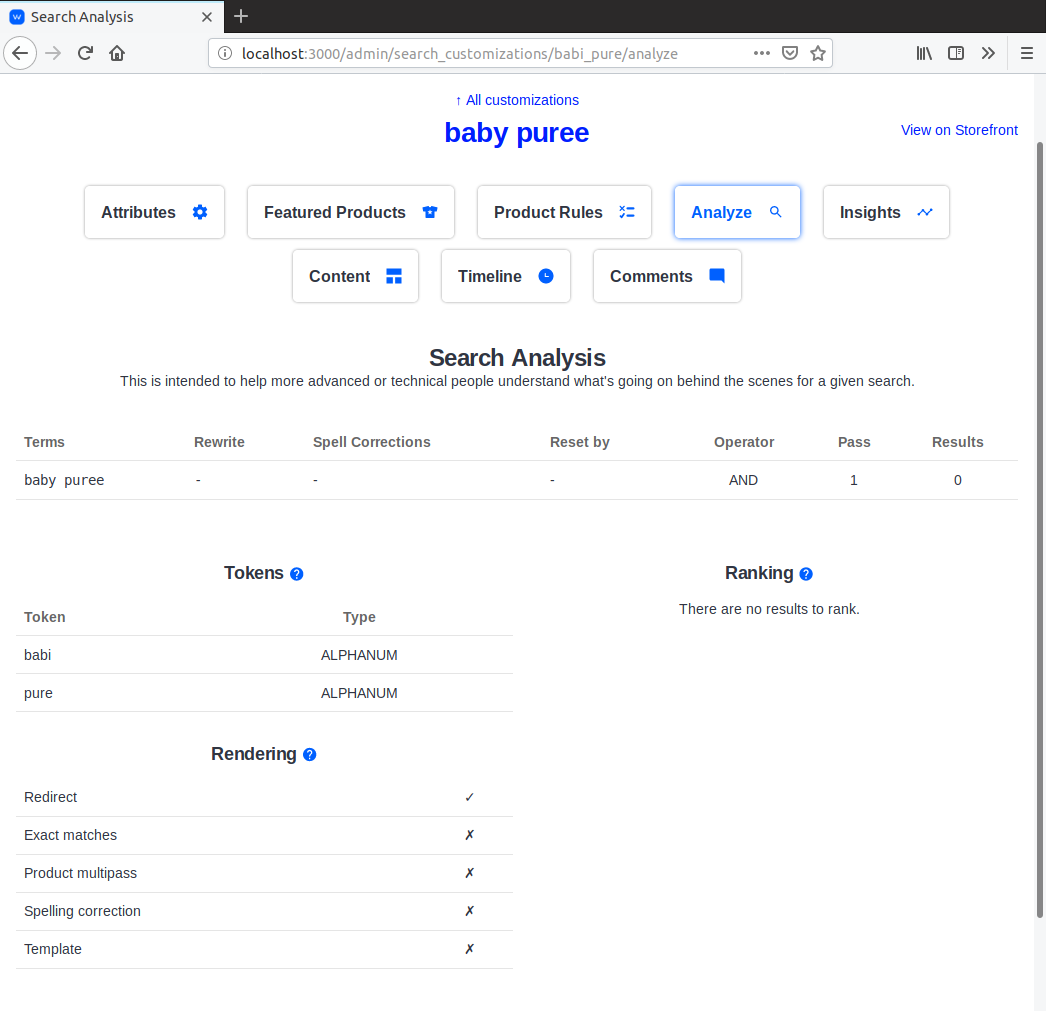 Search Analysis
localhost:3000/admin/search_customizations/babi_pure/analyze
↑ All customizations
baby puree
View on Storefront
Attributes Featured Products Product Rules Analyze Insights
Content Timeline Comments
Search Analysis
This is intended to help more advanced or technical people understand what's going on behind the scenes for a given search.
Terms Rewrite Spell Corrections Reset by Operator Pass Results
baby puree - - - AND 1 0
Tokens ?
Token Type
babi ALPHANUM
pure ALPHANUM
Ranking ?
There are no results to rank.
Rendering ?
Redirect ✓
Exact matches ✗
Product multipass ✗
Spelling correction ✗
Template ✗